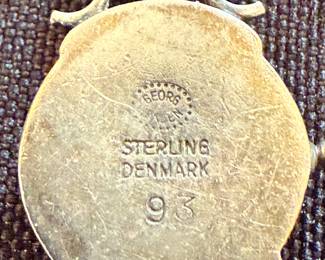 GEORG
STERLING
DENMARK
93